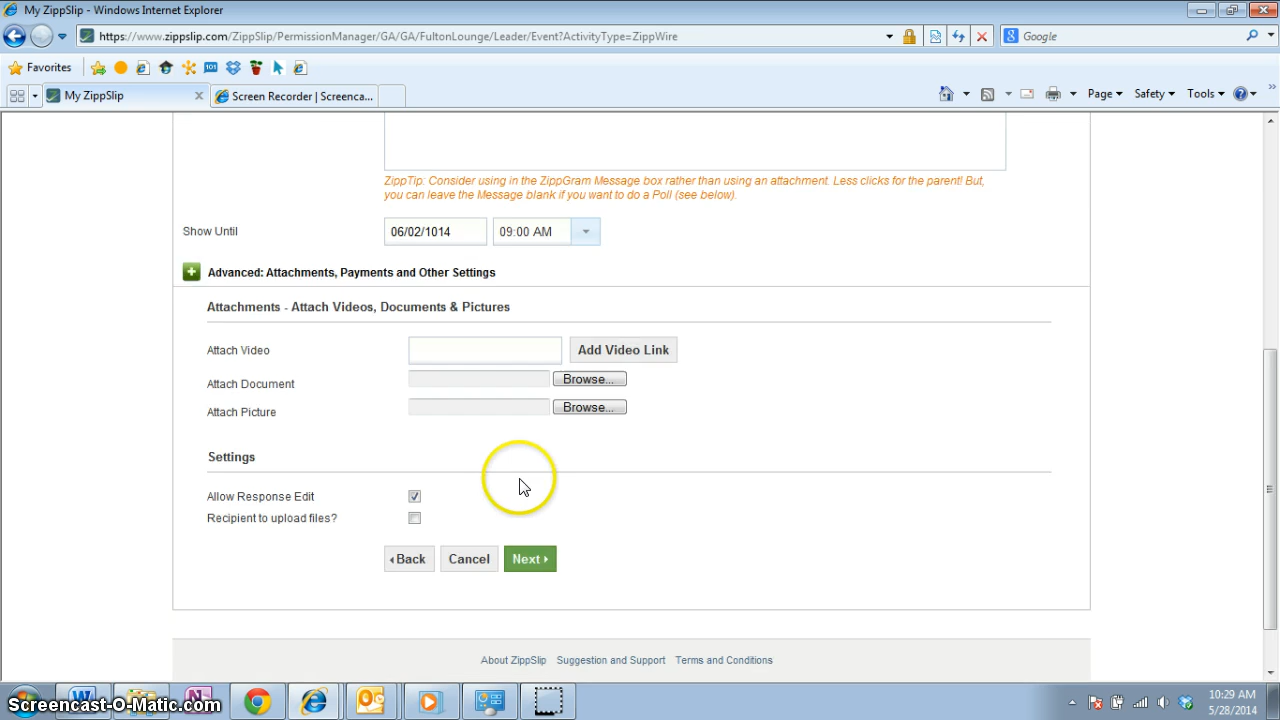 My ZippSlip - Windows Internet Explorer
https://www.zippslip.com/ZippSlip/PermissionManager/GA/GA/FultonLounge/Leader/Event?ActivityType=ZippWire
Google
Favorites
My ZippSlip
Screen Recorder | Screenca...
Page
Safety
Tools
ZippTip: Consider using in the ZippGram Message box rather than using an attachment. Less clicks for the parent! But,
you can leave the Message blank if you want to do a Poll (see below).
Show Until
06/02/1014
09:00 AM
Advanced: Attachments, Payments and Other Settings
Attachments - Attach Videos, Documents & Pictures
Attach Video
Add Video Link
Attach Document
Browse...
Attach Picture
Browse...
Settings
Allow Response Edit
Recipient to upload files?
Back
Cancel
Next
About ZippSlip
Suggestion and Support
Terms and Conditions
Screencast-O-Matic.com
10:29 AM
5/28/2014